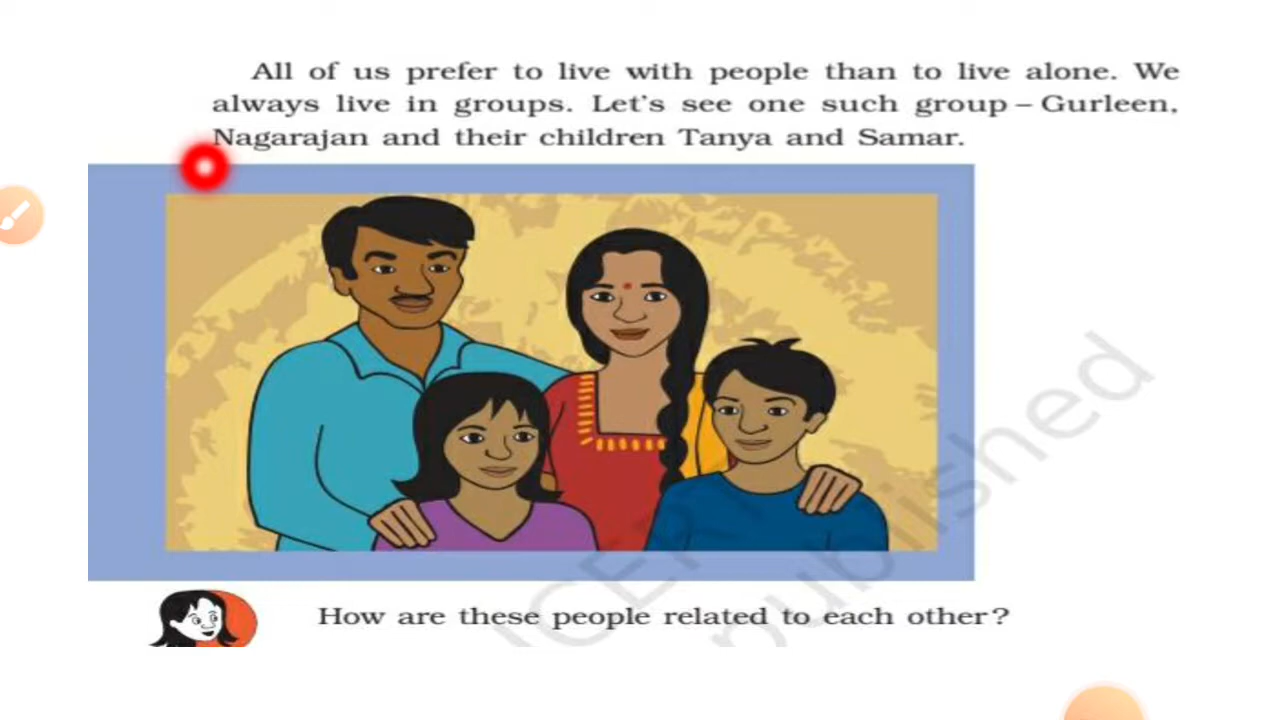 All of us prefer to live with people than to live alone. We
always live in groups. Let's see one such group – Gurleen,
Nagarajan and their children Tanya and Samar.
How are these people related to each other?
published